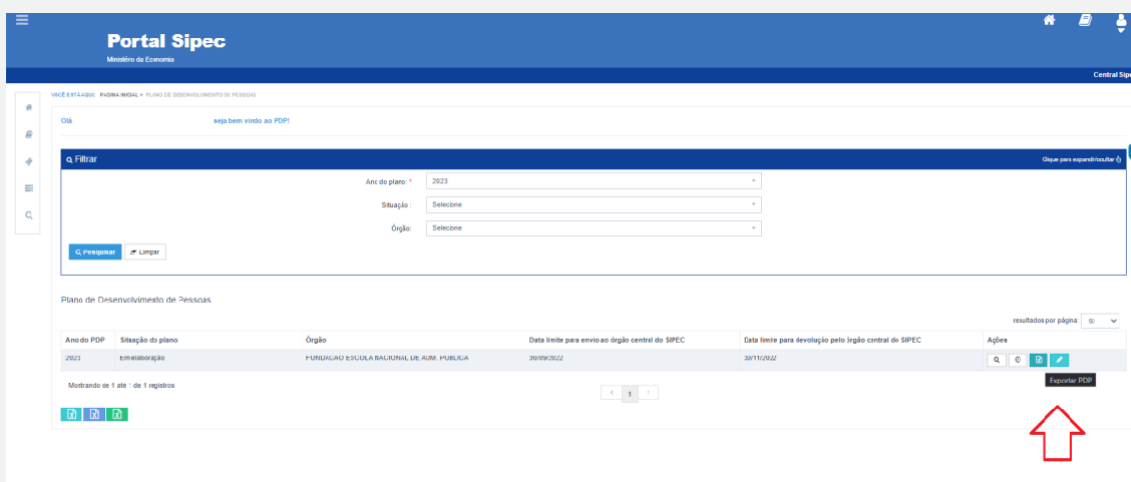 Portal Sipec
Ministério da Economia
Central Sipe
VOCÊ ESTÁ AQUI: PÁGINA INICIAL > PLANO DE DESENVOLVIMENTO DE PESSOAS
Olá seja bem vindo ao PDP!
Filtrar Clique para expandir/ocultar
Ano do plano: * 2023
Situação : Selecione
Órgão: Selecione
Pesquisar Limpar
Plano de Desenvolvimento de Pessoas
resultados por página: 50
Ano do PDP Situação do plano Órgão Data limite para envio ao órgão central do SIPEC Data limite para devolução pelo órgão central do SIPEC Ações
2023 Em elaboração FUNDACAO ESCOLA NACIONAL DE ADM. PUBLICA 30/09/2022 30/11/2022
Exportar PDP
Mostrando de 1 até 1 de 1 registros
< 1 >